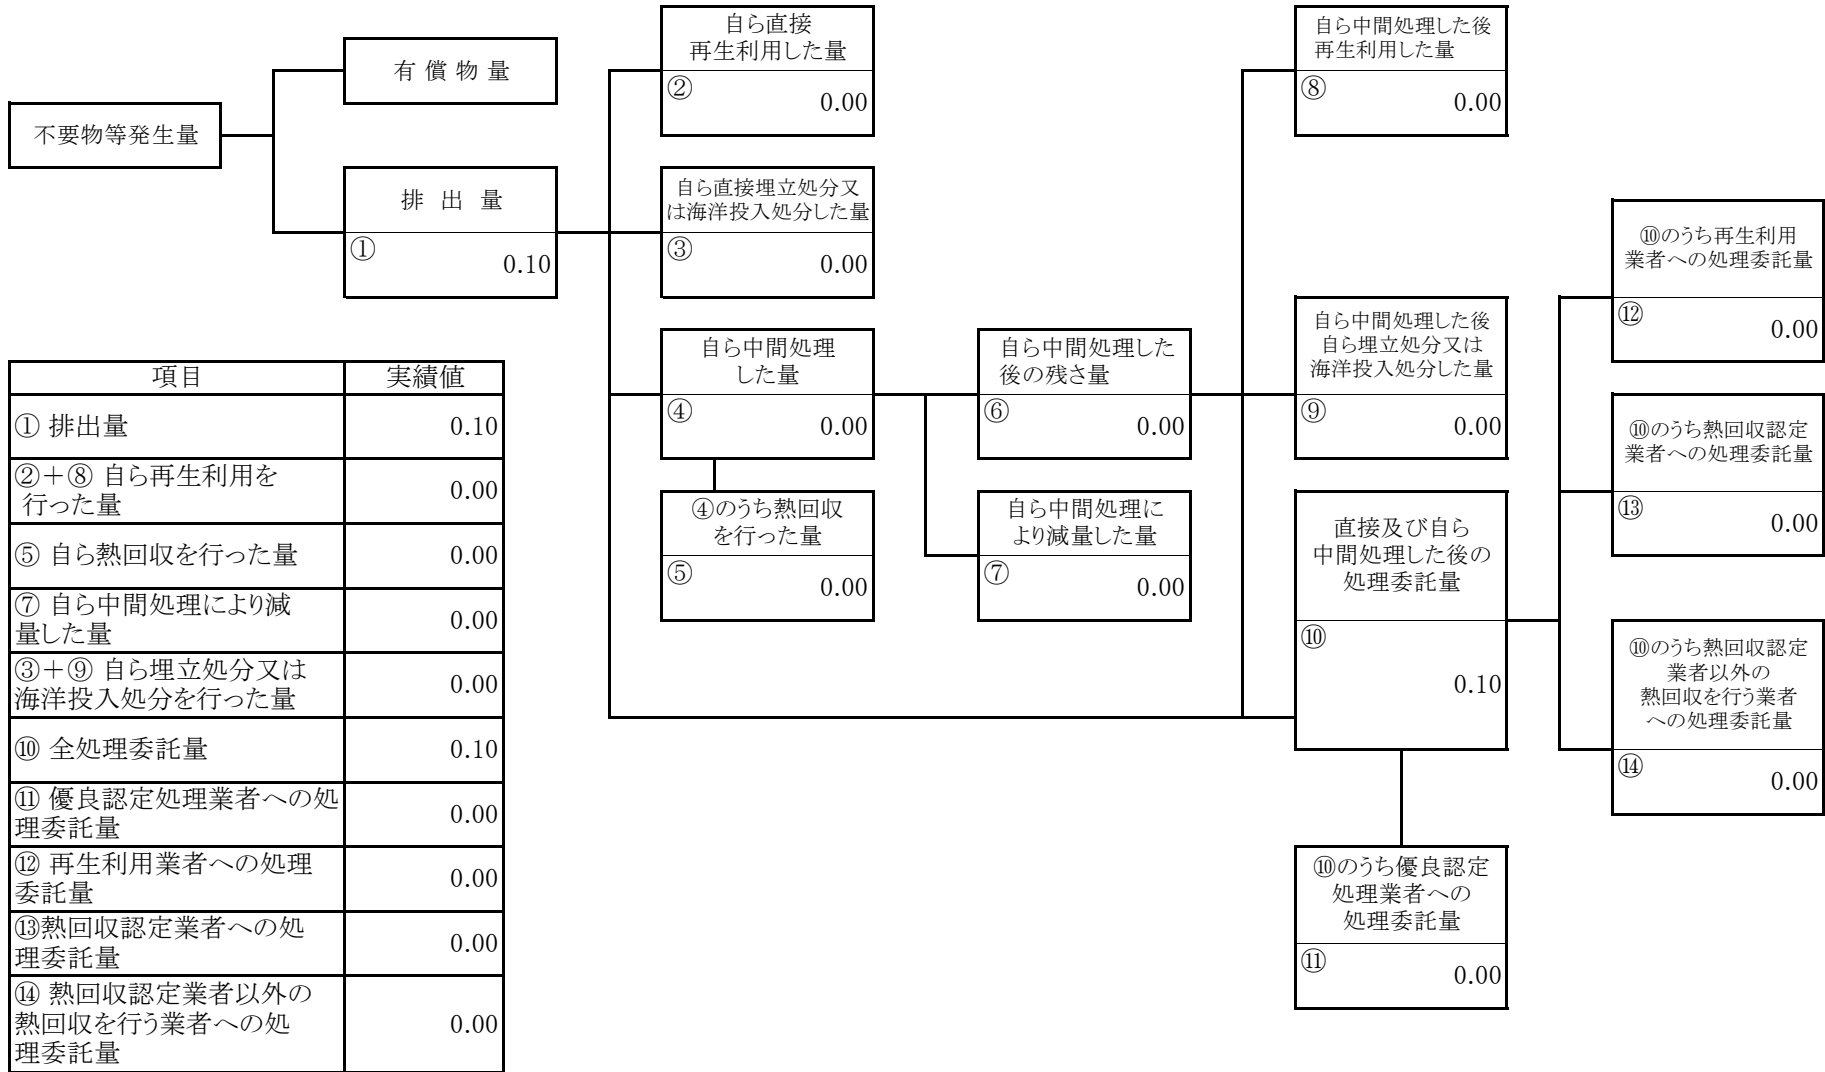 不要物等発生量
有 償 物 量
排 出 量
①
0.10
自ら直接
再生利用した量
②
0.00
自ら直接埋立処分又
は海洋投入処分した量
③
0.00
自ら中間処理
した量
④
0.00
④のうち熱回収
を行った量
⑤
0.00
自ら中間処理した
後の残さ量
⑥
0.00
自ら中間処理に
より減量した量
⑦
0.00
自ら中間処理した後
再生利用した量
⑧
0.00
自ら中間処理した後
自ら埋立処分又は
海洋投入処分した量
⑨
0.00
直接及び自ら
中間処理した後の
処理委託量
⑩
0.10
⑩のうち優良認定
処理業者への
処理委託量
⑪
0.00
⑩のうち再生利用
業者への処理委託量
⑫
0.00
⑩のうち熱回収認定
業者への処理委託量
⑬
0.00
⑩のうち熱回収認定
業者以外の
熱回収を行う業者
への処理委託量
⑭
0.00
項目 実績値
① 排出量 0.10
②＋⑧ 自ら再生利用を
行った量 0.00
⑤ 自ら熱回収を行った量 0.00
⑦ 自ら中間処理により減
量した量 0.00
③＋⑨ 自ら埋立処分又は
海洋投入処分を行った量 0.00
⑩ 全処理委託量 0.10
⑪ 優良認定処理業者への処
理委託量 0.00
⑫ 再生利用業者への処理
委託量 0.00
⑬熱回収認定業者への処
理委託量 0.00
⑭ 熱回収認定業者以外の
熱回収を行う業者への処
理委託量 0.00